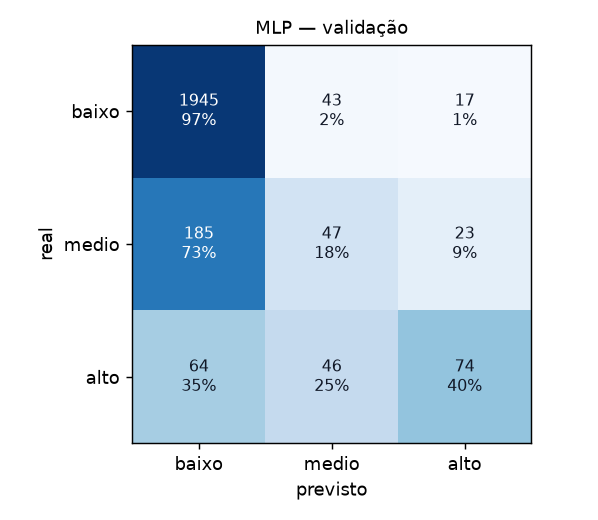 MLP — validação
baixo
1945
97%
43
2%
17
1%
real
medio
185
73%
47
18%
23
9%
alto
64
35%
46
25%
74
40%
baixo
medio
alto
previsto